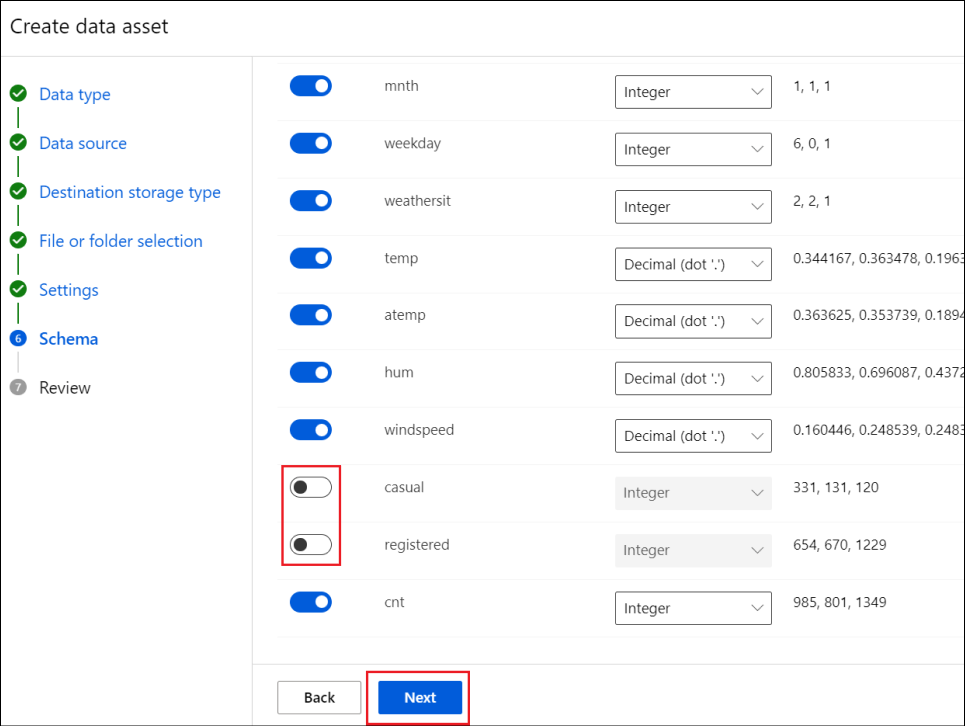 Create data asset
Data type
Data source
Destination storage type
File or folder selection
Settings
6 Schema
7 Review
mnth Integer 1, 1, 1
weekday Integer 6, 0, 1
weathersit Integer 2, 2, 1
temp Decimal (dot '.') 0.344167, 0.363478, 0.1963
atemp Decimal (dot '.') 0.363625, 0.353739, 0.1894
hum Decimal (dot '.') 0.805833, 0.696087, 0.4372
windspeed Decimal (dot '.') 0.160446, 0.248539, 0.2483
casual Integer 331, 131, 120
registered Integer 654, 670, 1229
cnt Integer 985, 801, 1349
Back Next